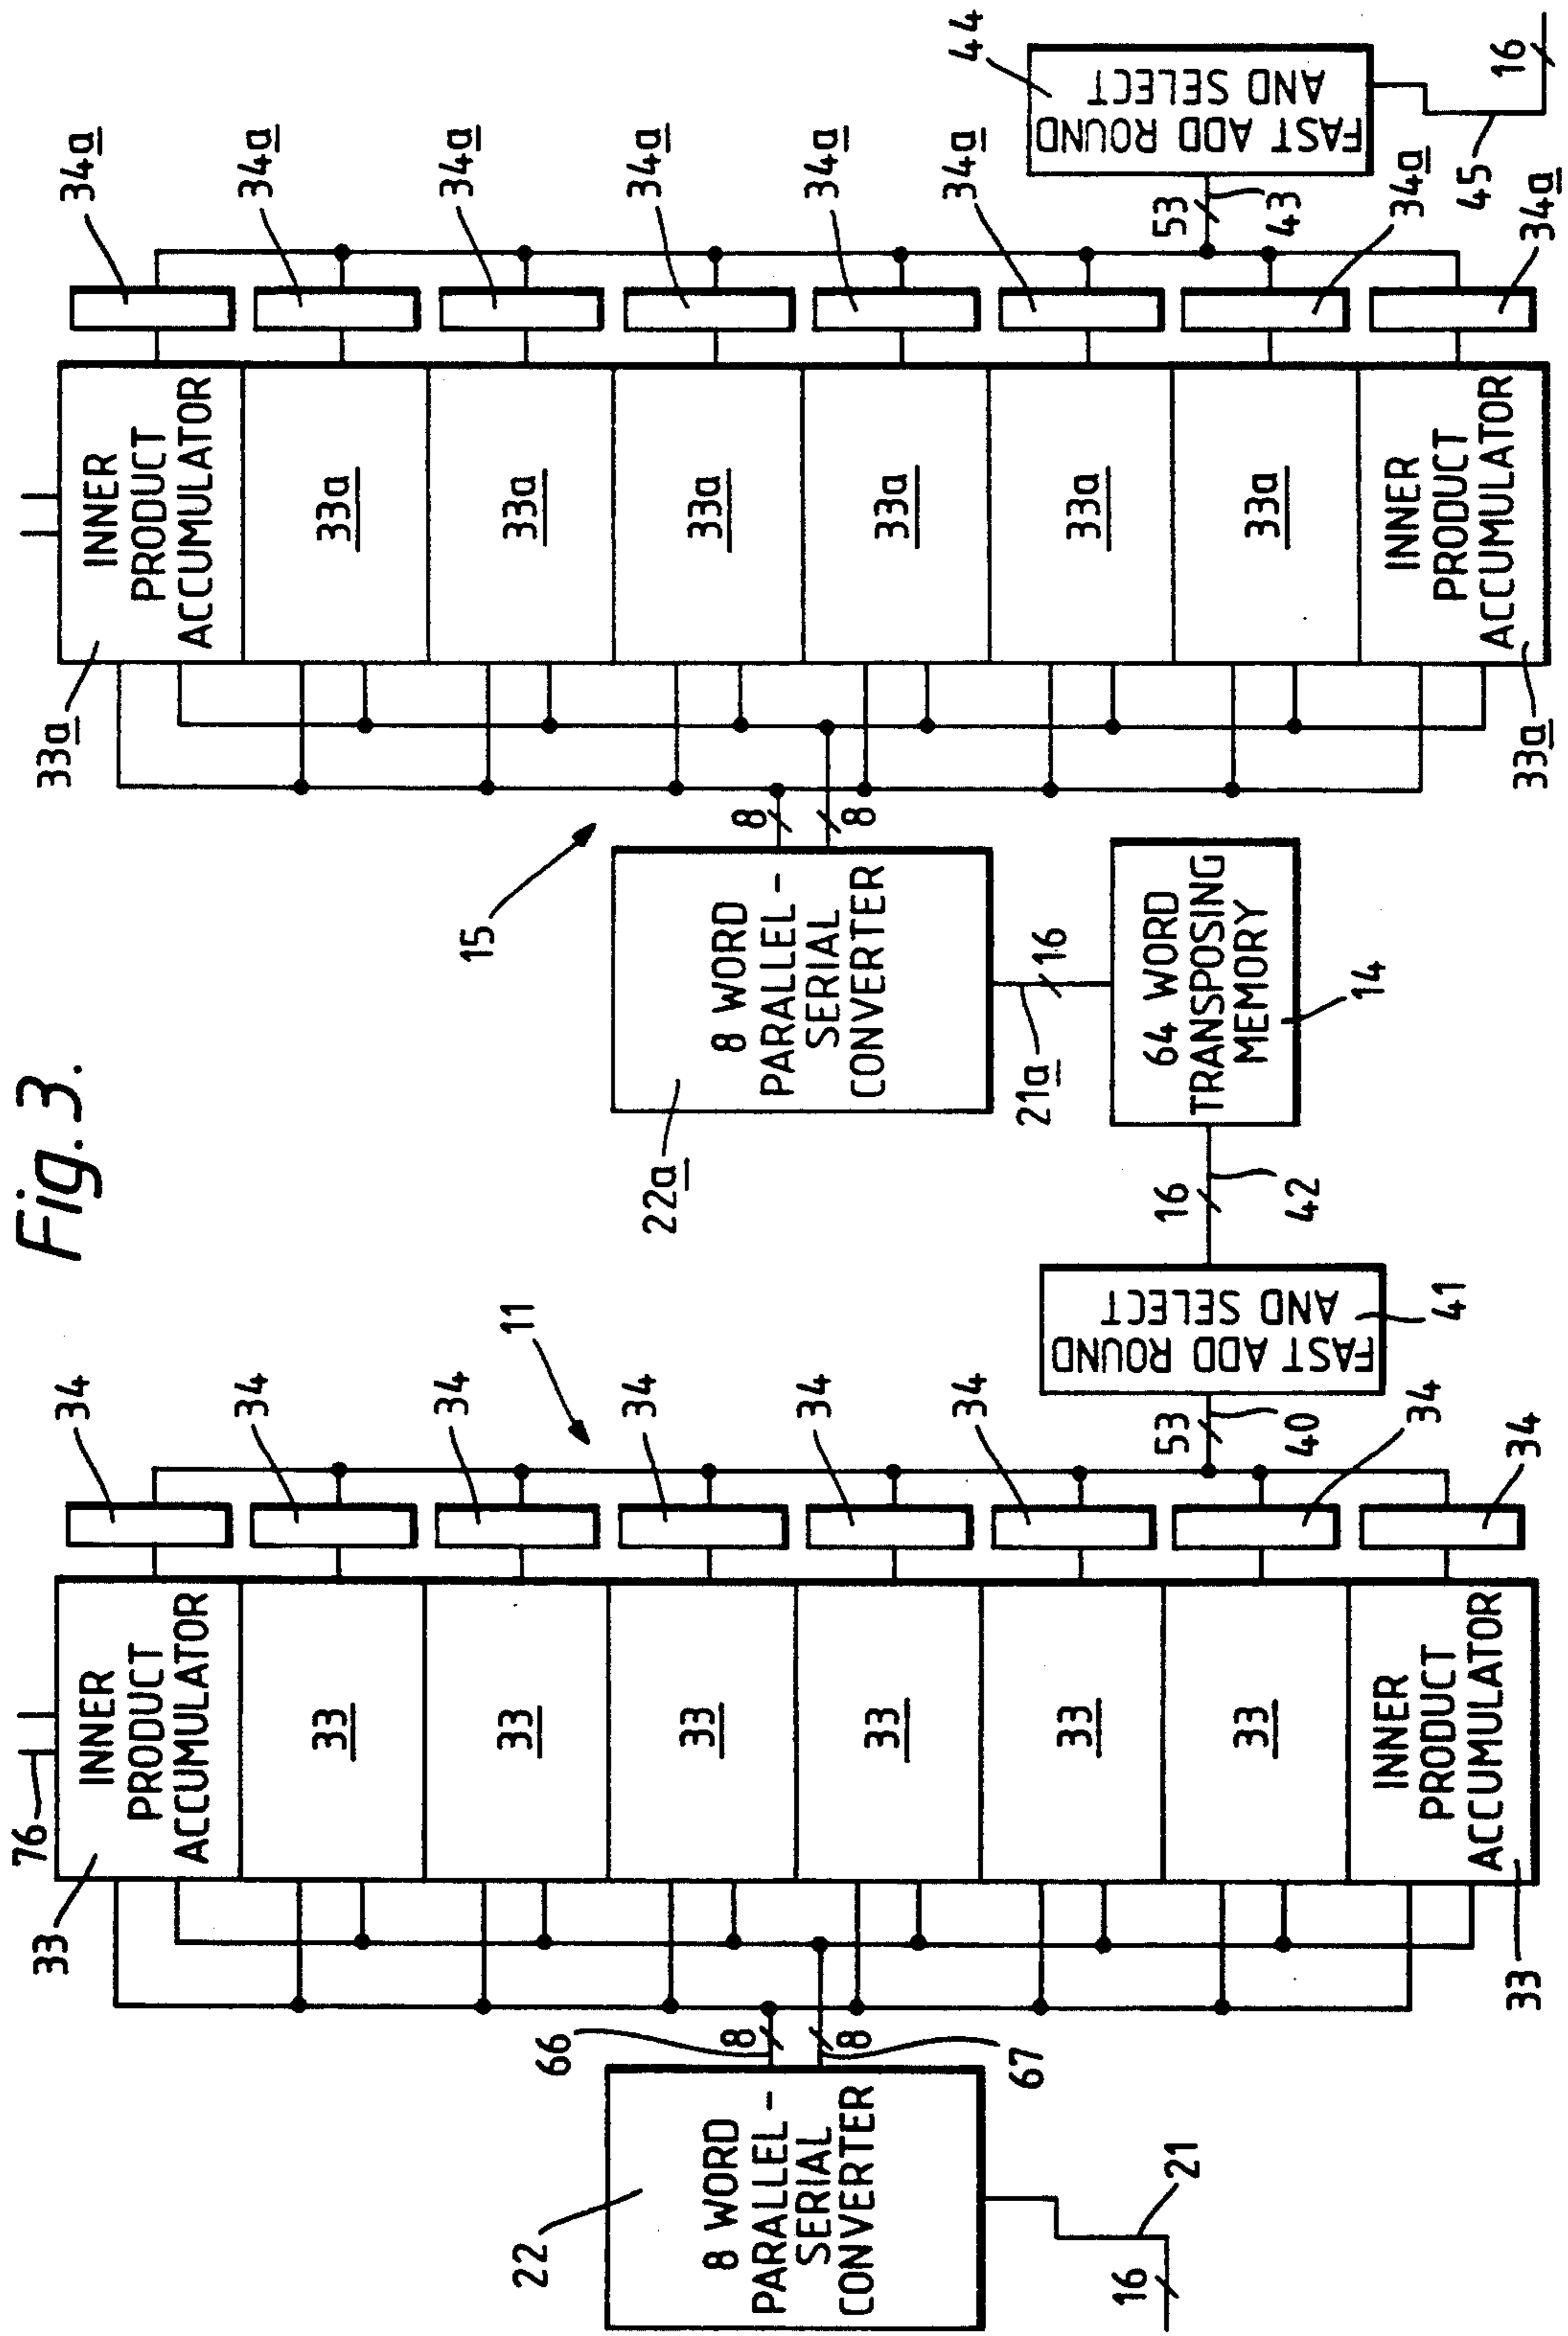 Fig. 3.
76
33
INNER
PRODUCT
ACCUMULATOR
33
33
33
33
33
33
INNER
PRODUCT
ACCUMULATOR
33
34
34
34
34
34
34
34
34
11
66
8
8
67
22
8 WORD
PARALLEL-
SERIAL
CONVERTER
16
21
53
40
FAST ADD ROUND
AND SELECT
41
16
42
64 WORD
TRANSPOSING
MEMORY
14
21a
16
22a
8 WORD
PARALLEL-
SERIAL
CONVERTER
8
8
15
33a
INNER
PRODUCT
ACCUMULATOR
33a
33a
33a
33a
33a
33a
INNER
PRODUCT
ACCUMULATOR
33a
34a
34a
34a
34a
34a
34a
34a
34a
53
43
FAST ADD ROUND
AND SELECT
44
45
16